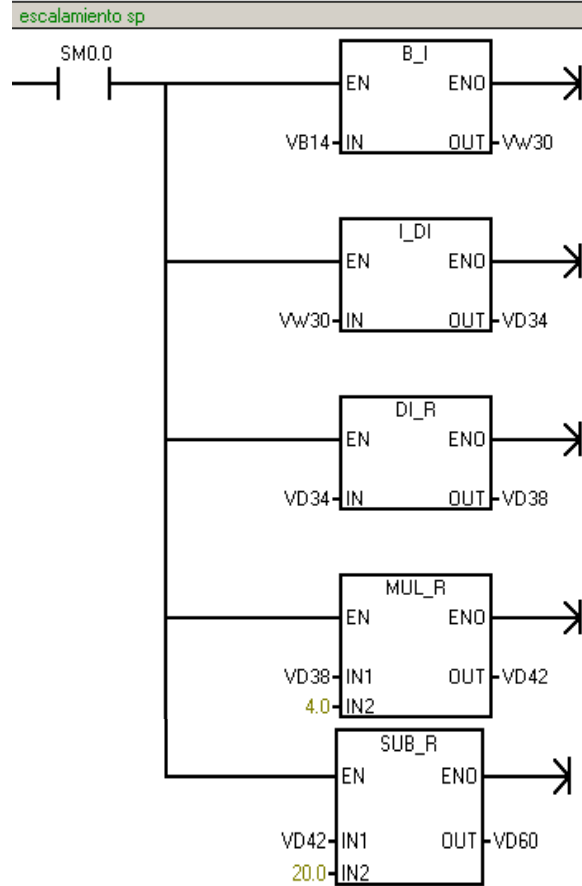 escalamiento sp
SM0.0
B_I
EN ENO
VB14 IN OUT VW30
I_DI
EN ENO
VW30 IN OUT VD34
DI_R
EN ENO
VD34 IN OUT VD38
MUL_R
EN ENO
VD38 IN1 OUT VD42
4.0 IN2
SUB_R
EN ENO
VD42 IN1 OUT VD60
20.0 IN2